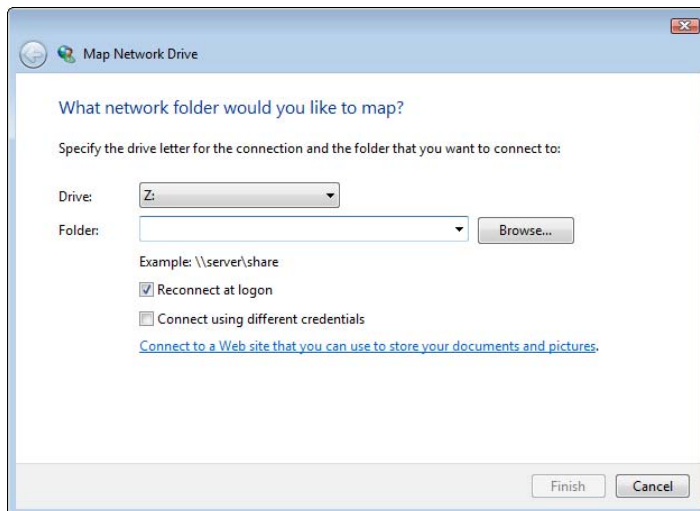 Map Network Drive
What network folder would you like to map?
Specify the drive letter for the connection and the folder that you want to connect to:
Drive: Z:
Folder: Browse...
Example: \\server\share
Reconnect at logon
Connect using different credentials
Connect to a Web site that you can use to store your documents and pictures.
Finish Cancel